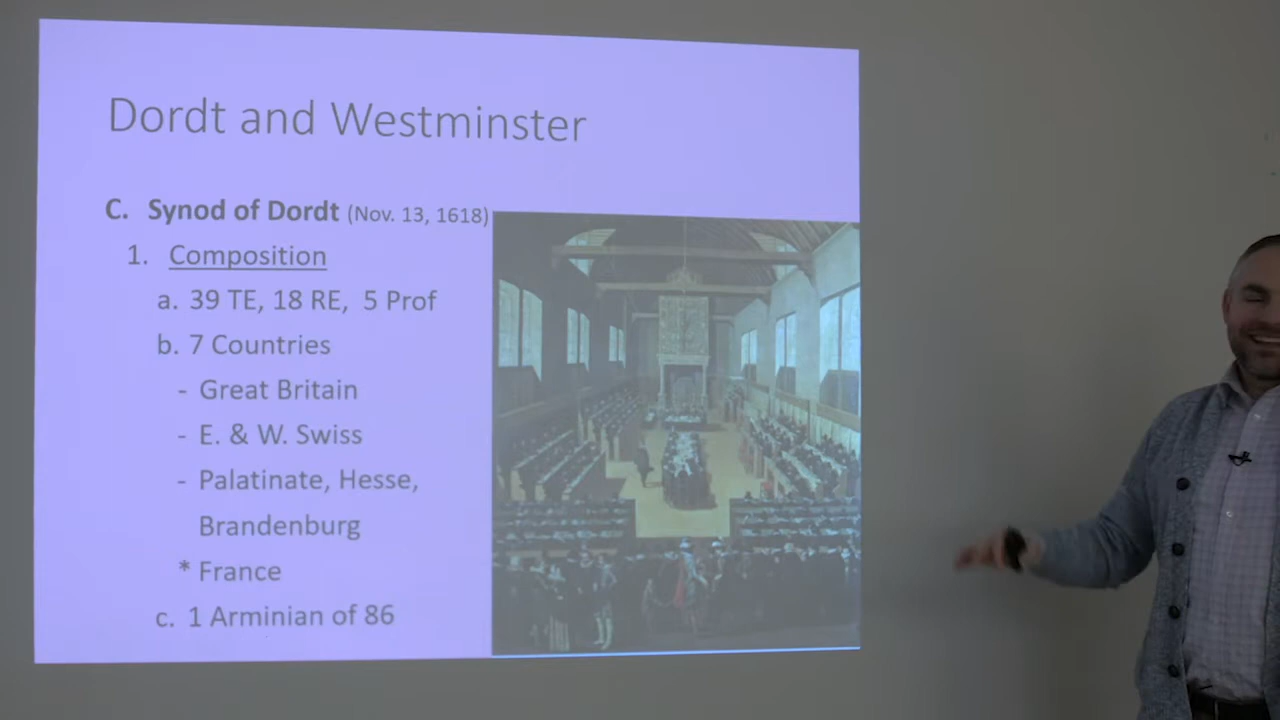 Dordt and Westminster
C. Synod of Dordt (Nov. 13, 1618)
1. Composition
a. 39 TE, 18 RE, 5 Prof
b. 7 Countries
- Great Britain
- E. & W. Swiss
- Palatinate, Hesse,
Brandenburg
* France
c. 1 Arminian of 86